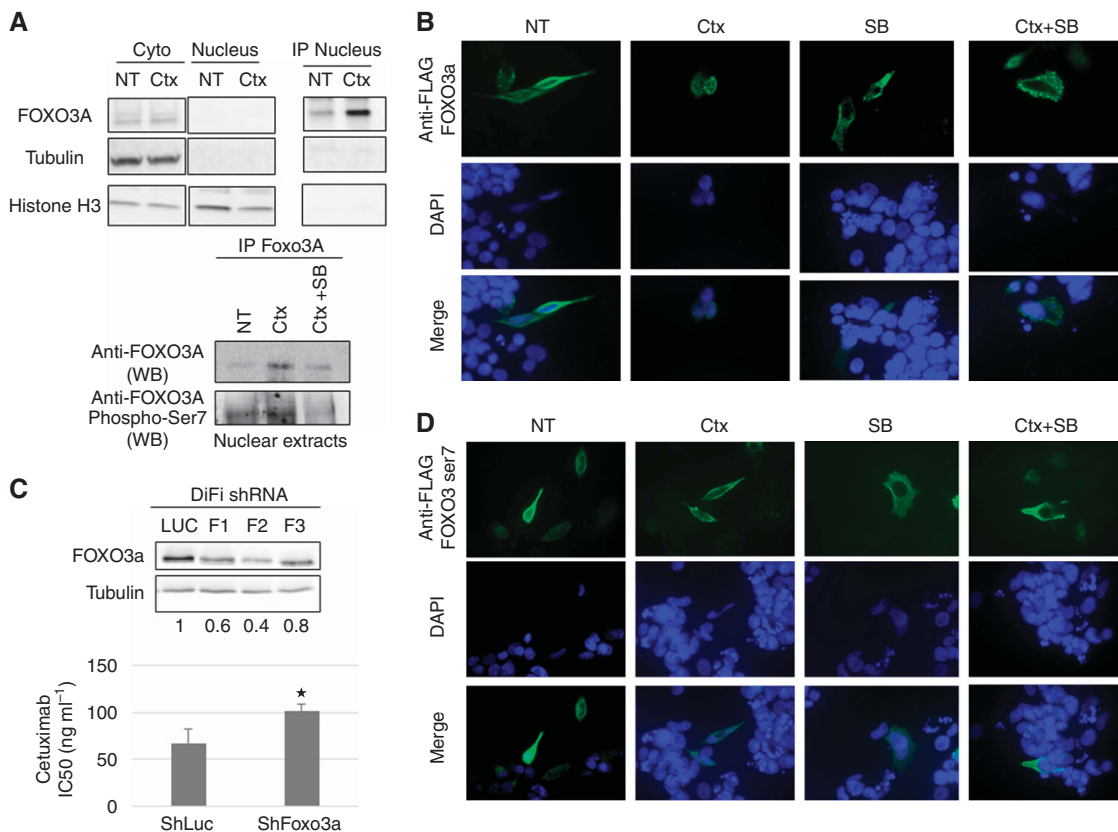 A
Cyto Nucleus IP Nucleus
NT Ctx NT Ctx NT Ctx
FOXO3A
Tubulin
Histone H3
IP Foxo3A
NT Ctx Ctx +SB
Anti-FOXO3A
(WB)
Anti-FOXO3A
Phospho-Ser7
(WB)
Nuclear extracts
B
NT Ctx SB Ctx+SB
Anti-FLAG
FOXO3a
DAPI
Merge
C
DiFi shRNA
LUC F1 F2 F3
FOXO3a
Tubulin
1 0.6 0.4 0.8
Cetuximab
IC50 (ng ml−1)
150
100
50
0
ShLuc ShFoxo3a
D
NT Ctx SB Ctx+SB
Anti-FLAG
FOXO3 ser7
DAPI
Merge